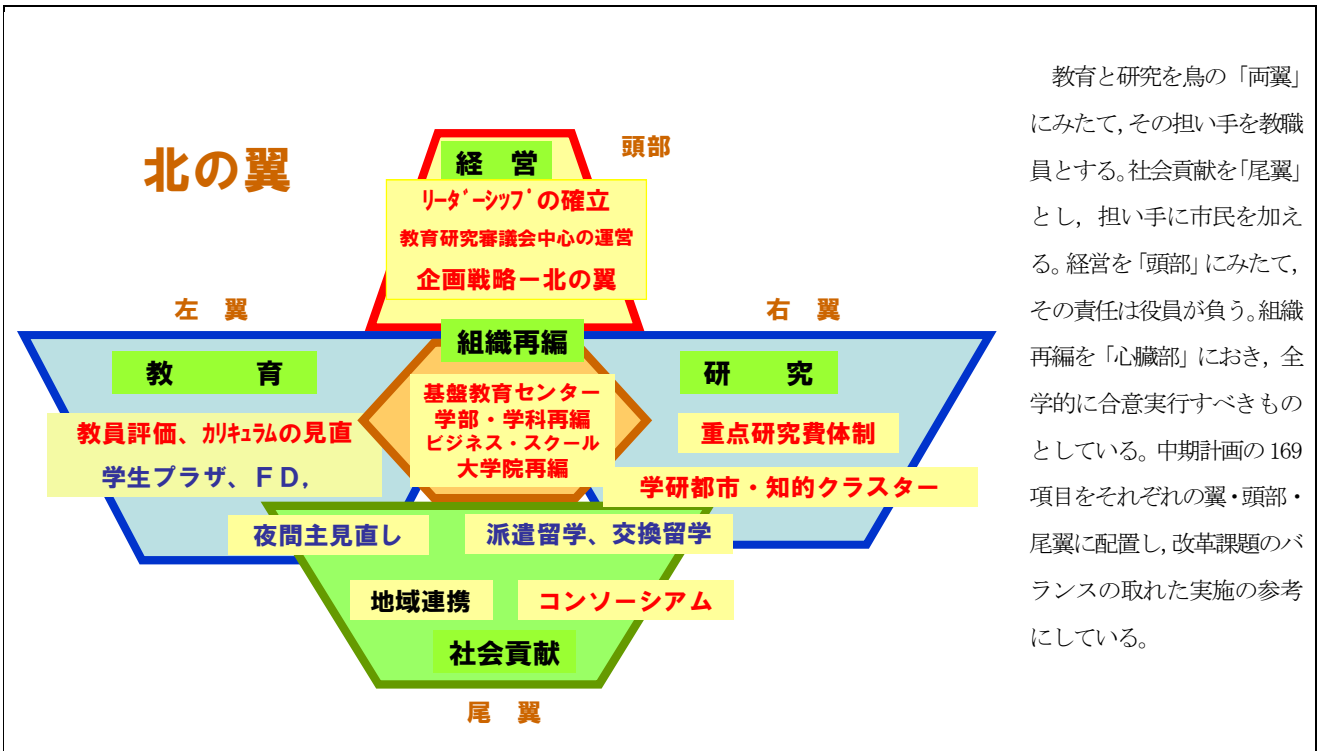 北の翼
頭部
経　営
ﾘｰﾀﾞｰｼｯﾌﾟの確立
教育研究審議会中心の運営
企画戦略－北の翼
左　翼
右　翼
組織再編
教　　育
研　　究
基盤教育センター
学部・学科再編
ビジネス・スクール
大学院再編
教員評価、ｶﾘｷｭﾗﾑの見直
学生プラザ、ＦＤ，
重点研究費体制
学研都市・知的クラスター
夜間主見直し
派遣留学、交換留学
地域連携
コンソーシアム
社会貢献
尾　翼
教育と研究を鳥の「両翼」
にみたて，その担い手を教職
員とする。社会貢献を「尾翼」
とし，担い手に市民を加え
る。経営を「頭部」にみたて，
その責任は役員が負う。組織
再編を「心臓部」におき，全
学的に合意実行すべきもの
としている。中期計画の 169
項目をそれぞれの翼・頭部・
尾翼に配置し，改革課題のバ
ランスの取れた実施の参考
にしている。